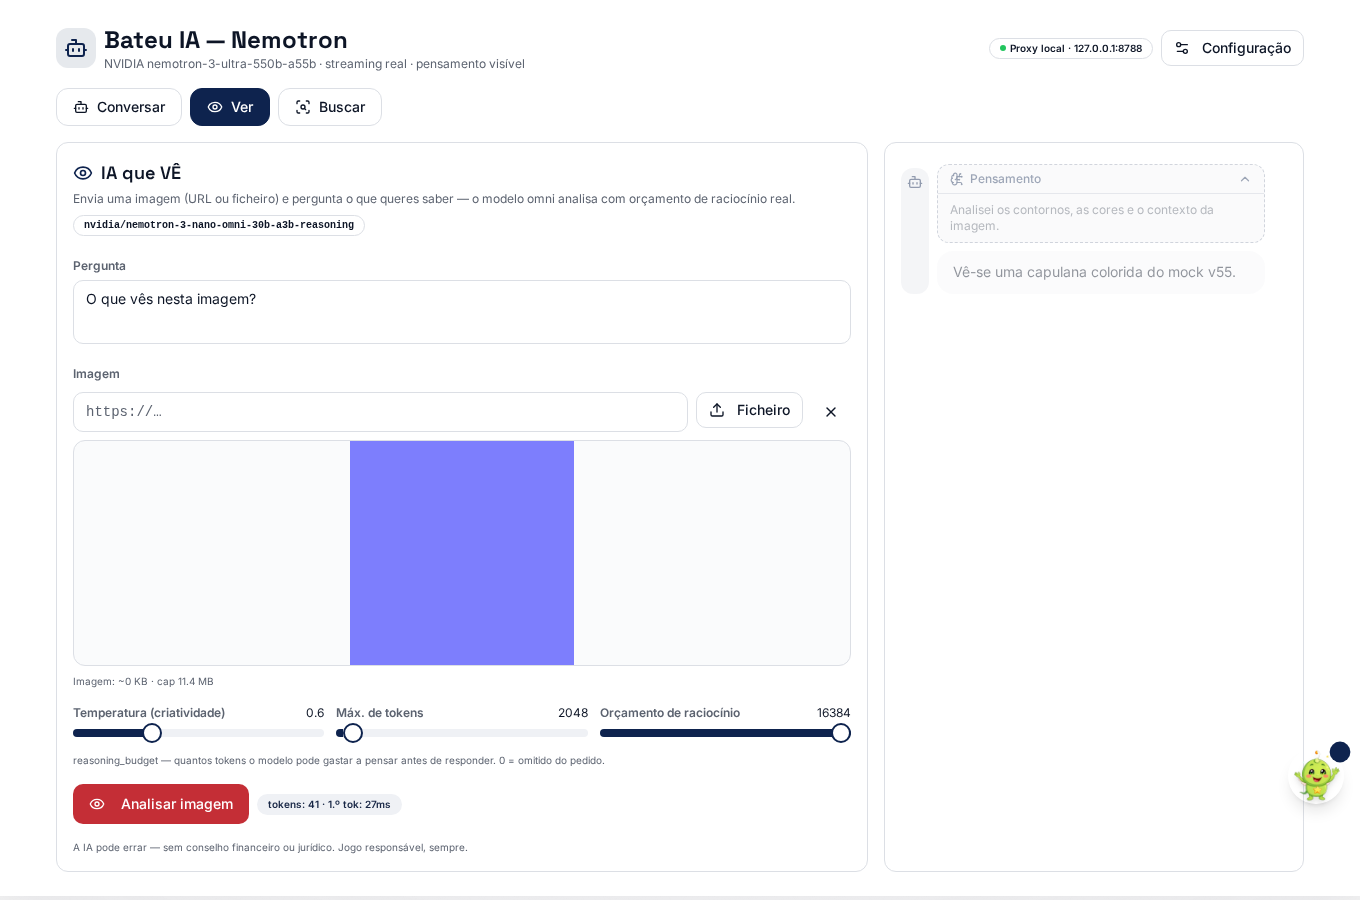 Bateu IA — Nemotron
NVIDIA nemotron-3-ultra-550b-a55b · streaming real · pensamento visível
Proxy local · 127.0.0.1:8788
Configuração
Conversar
Ver
Buscar
IA que VÊ
Envia uma imagem (URL ou ficheiro) e pergunta o que queres saber — o modelo omni analisa com orçamento de raciocínio real.
nvidia/nemotron-3-nano-omni-30b-a3b-reasoning
Pergunta
O que vês nesta imagem?
Imagem
https://…
Ficheiro
Imagem: ~0 KB · cap 11.4 MB
Temperatura (criatividade) 0.6
Máx. de tokens 2048
Orçamento de raciocínio 16384
reasoning_budget — quantos tokens o modelo pode gastar a pensar antes de responder. 0 = omitido do pedido.
Analisar imagem
tokens: 41 · 1.º tok: 27ms
A IA pode errar — sem conselho financeiro ou jurídico. Jogo responsável, sempre.
Pensamento
Analisei os contornos, as cores e o contexto da
imagem.
Vê-se uma capulana colorida do mock v55.